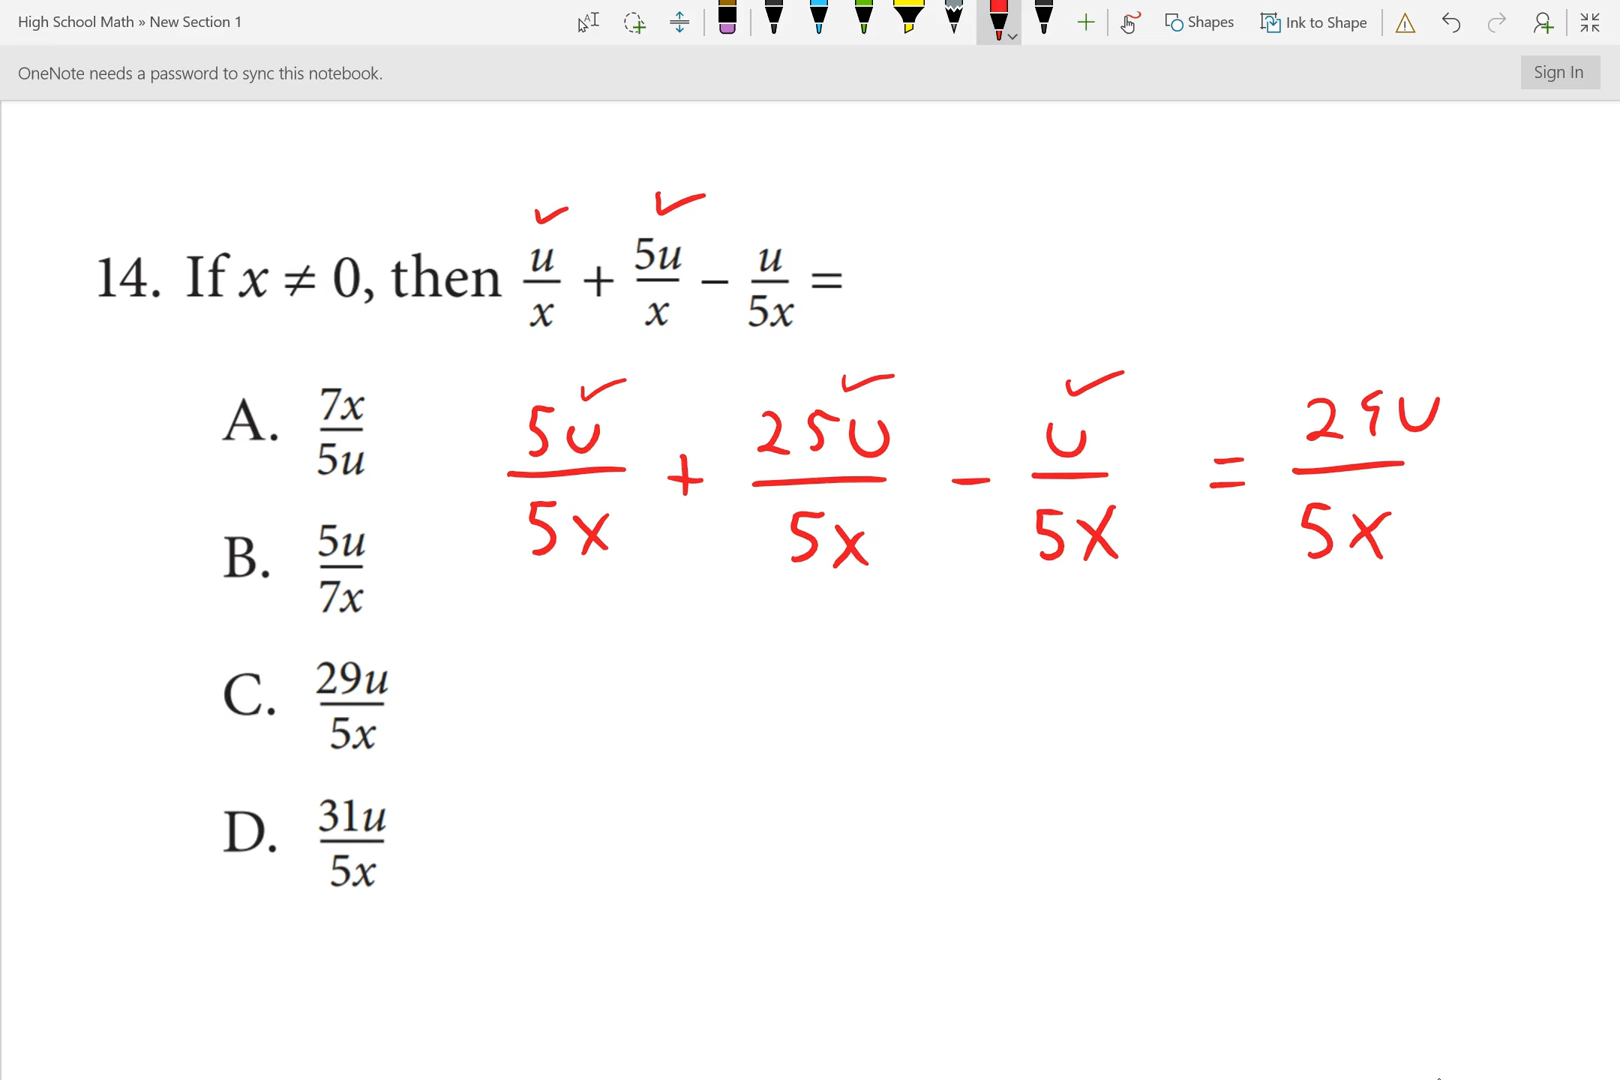 High School Math » New Section 1
Shapes
Ink to Shape
OneNote needs a password to sync this notebook.
Sign In
14. If x ≠ 0, then u/x + 5u/x − u/5x =
A. 7x/5u
5u/5x + 25u/5x − u/5x = 29u/5x
B. 5u/7x
C. 29u/5x
D. 31u/5x